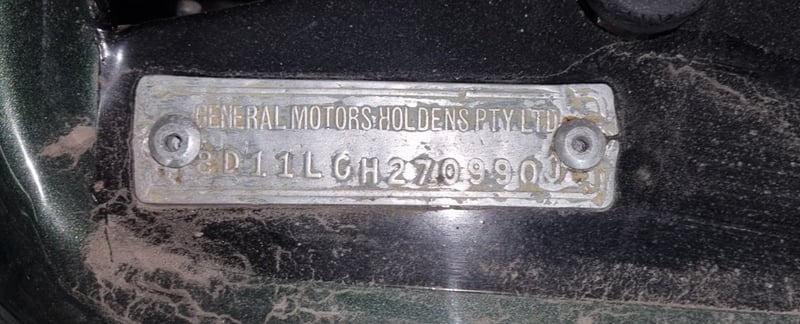 GENERAL MOTORS-HOLDENS.PTY.LTD
8D11LCH270990J